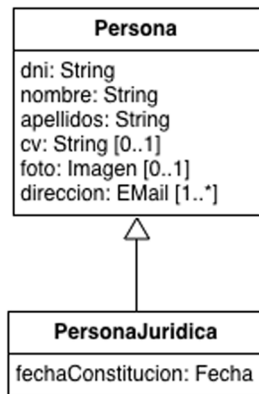 Persona
dni: String
nombre: String
apellidos: String
cv: String [0..1]
foto: Imagen [0..1]
direccion: EMail [1..*]
PersonaJuridica
fechaConstitucion: Fecha